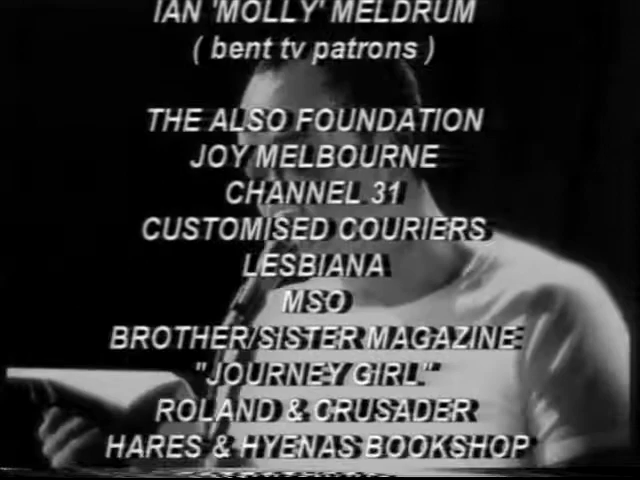 IAN 'MOLLY' MELDRUM
( bent tv patrons )
THE ALSO FOUNDATION
JOY MELBOURNE
CHANNEL 31
CUSTOMISED COURIERS
LESBIANA
MSO
BROTHER/SISTER MAGAZINE
"JOURNEY GIRL"
ROLAND & CRUSADER
HARES & HYENAS BOOKSHOP